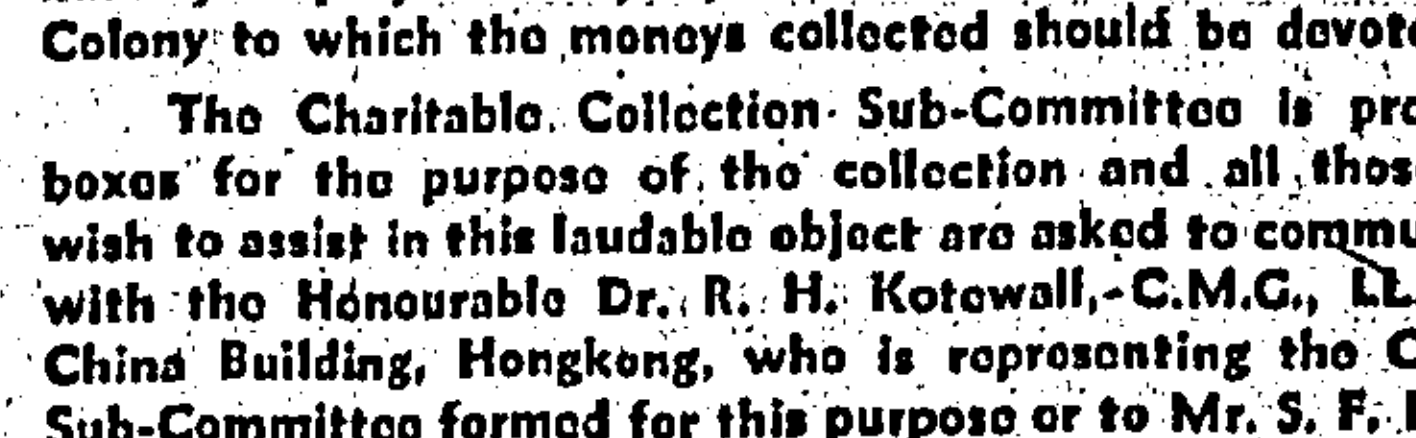 Colony to which the moneys collected should be devote
The Charitable Collection Sub-Committee is pro
boxes for the purpose of the collection and all those
wish to assist in this laudable object are asked to commu
with the Honourable Dr. R. H. Kotewall, C.M.G., LL.
China Building, Hongkong, who is representing the C
Sub-Committee formed for this purpose or to Mr. S. F.